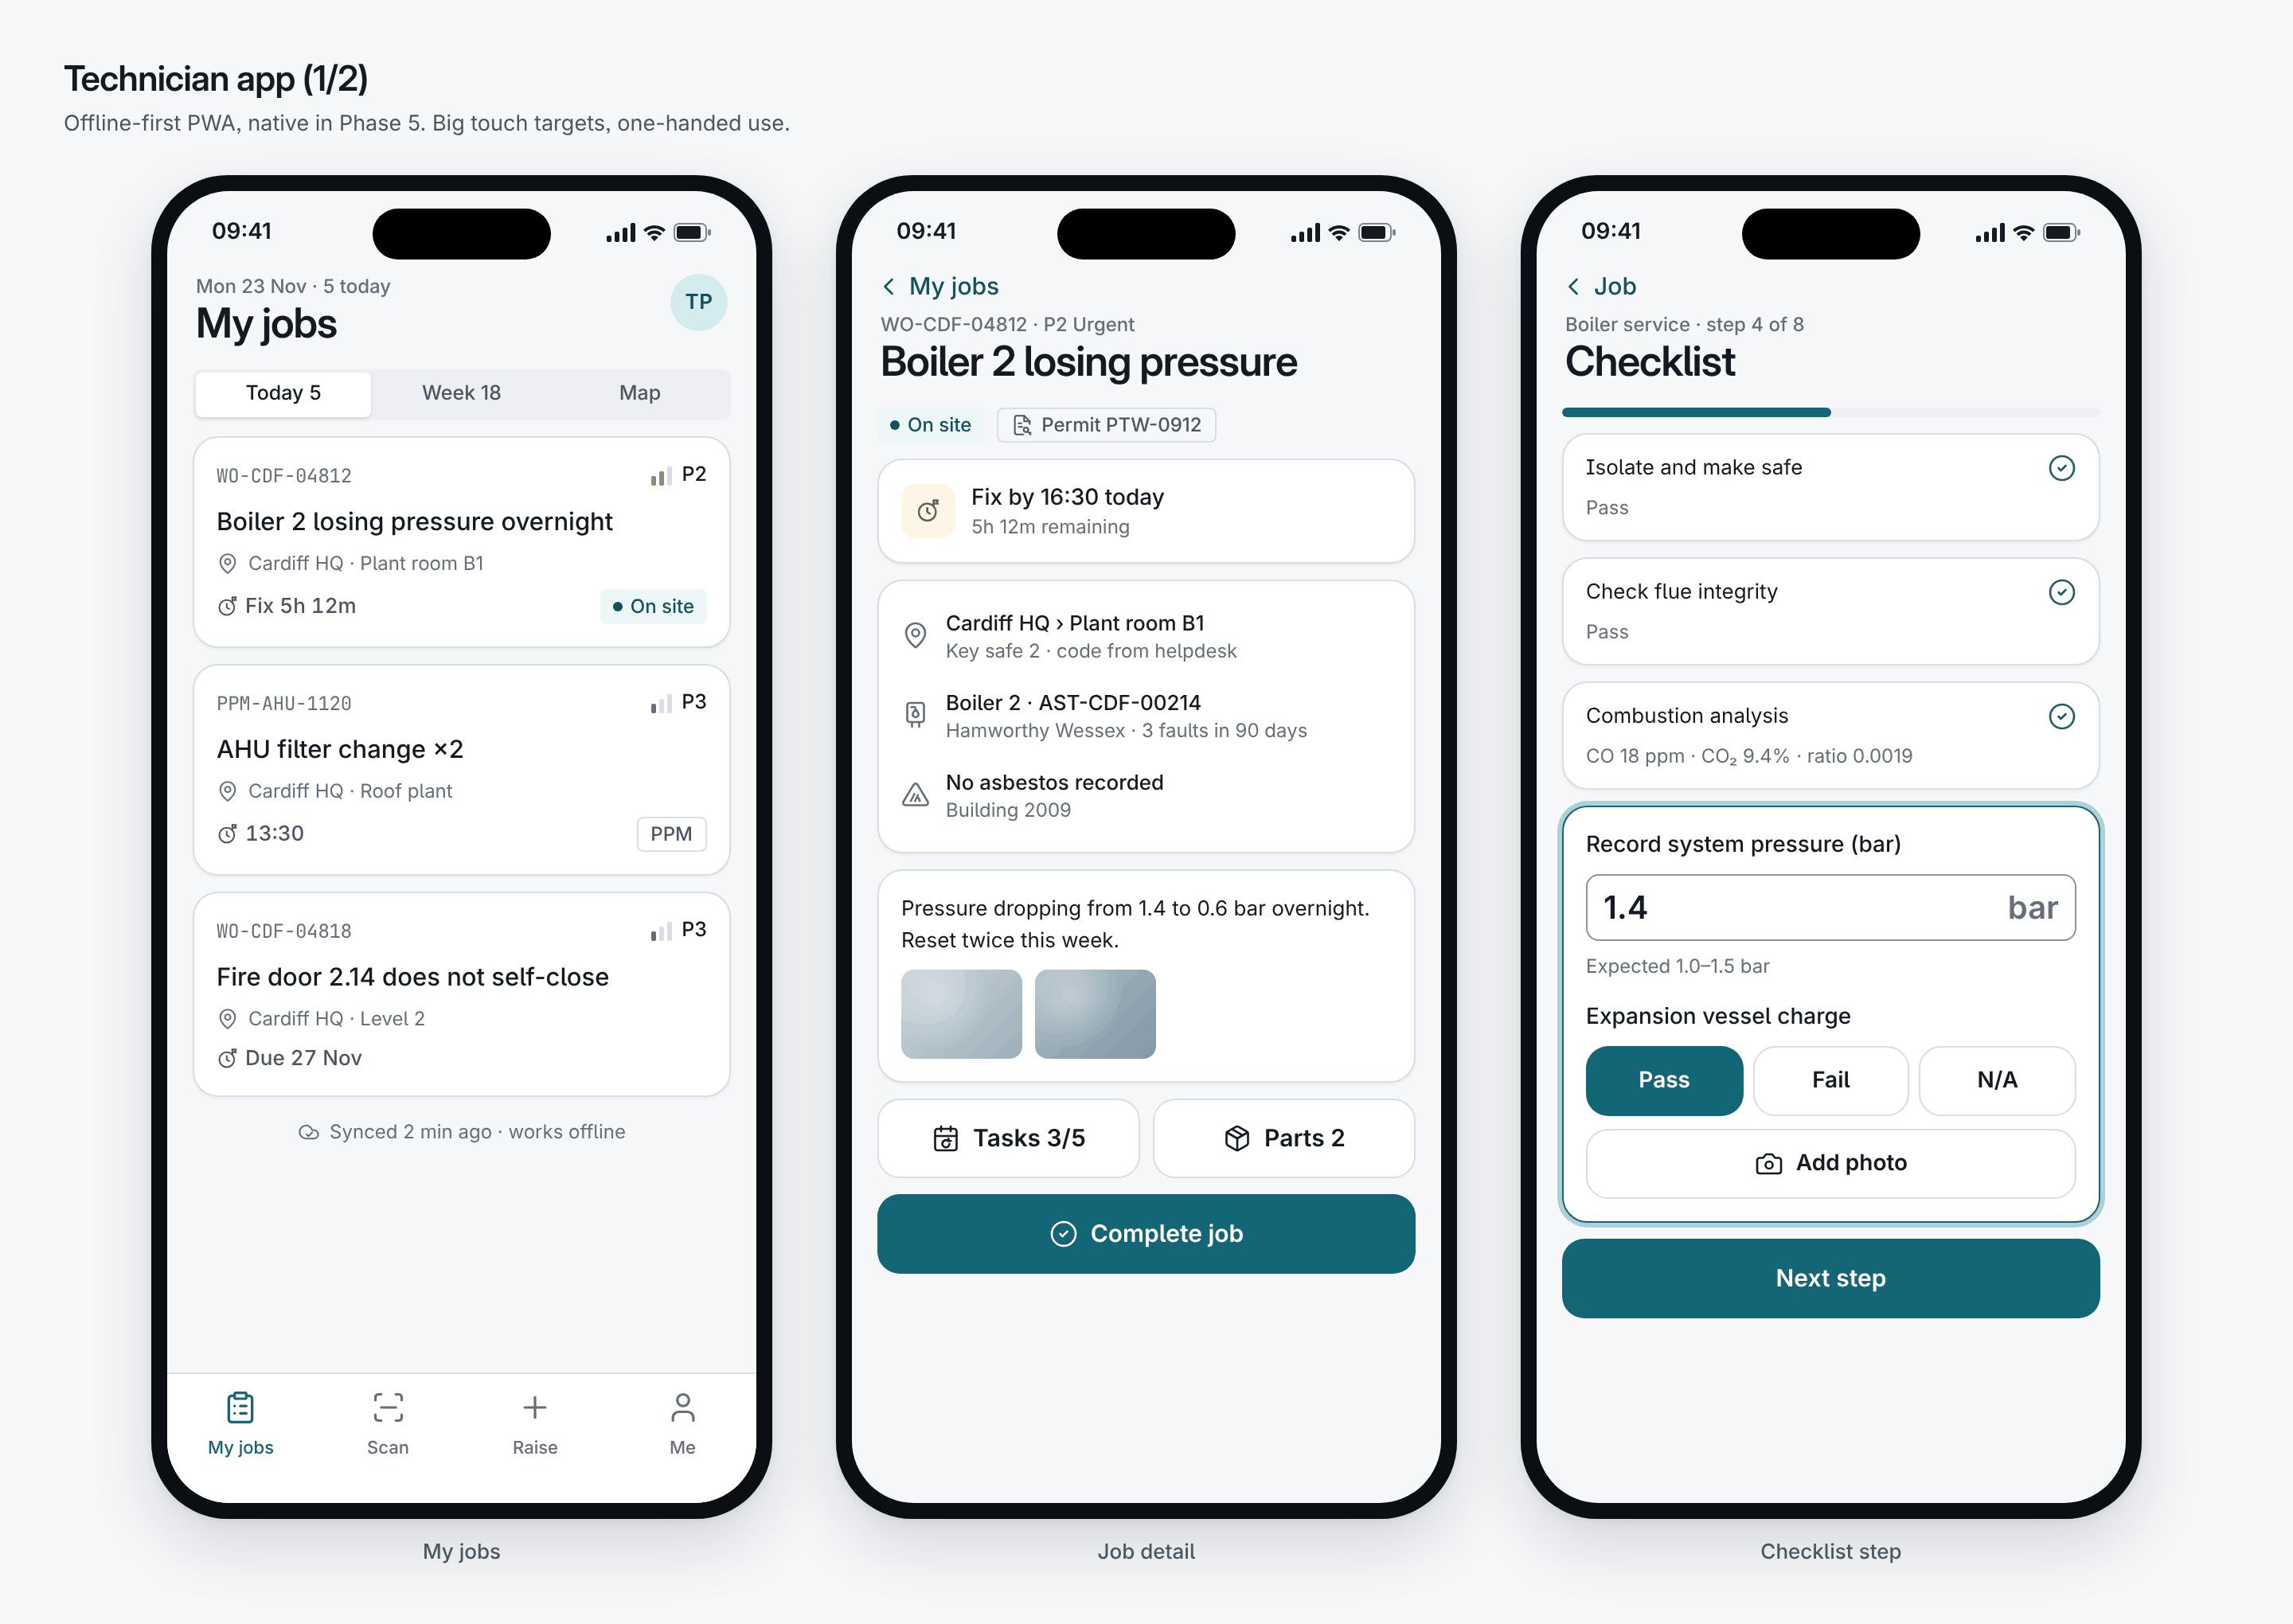 Technician app (1/2)
Offline-first PWA, native in Phase 5. Big touch targets, one-handed use.
09:41
Mon 23 Nov · 5 today
My jobs
TP
Today 5
Week 18
Map
WO-CDF-04812
P2
Boiler 2 losing pressure overnight
Cardiff HQ · Plant room B1
Fix 5h 12m
On site
PPM-AHU-1120
P3
AHU filter change ×2
Cardiff HQ · Roof plant
13:30
PPM
WO-CDF-04818
P3
Fire door 2.14 does not self-close
Cardiff HQ · Level 2
Due 27 Nov
Synced 2 min ago · works offline
My jobs
Scan
Raise
Me
My jobs
09:41
My jobs
WO-CDF-04812 · P2 Urgent
Boiler 2 losing pressure
On site
Permit PTW-0912
Fix by 16:30 today
5h 12m remaining
Cardiff HQ › Plant room B1
Key safe 2 · code from helpdesk
Boiler 2 · AST-CDF-00214
Hamworthy Wessex · 3 faults in 90 days
No asbestos recorded
Building 2009
Pressure dropping from 1.4 to 0.6 bar overnight.
Reset twice this week.
Tasks 3/5
Parts 2
Complete job
Job detail
09:41
Job
Boiler service · step 4 of 8
Checklist
Isolate and make safe
Pass
Check flue integrity
Pass
Combustion analysis
CO 18 ppm · CO₂ 9.4% · ratio 0.0019
Record system pressure (bar)
1.4
bar
Expected 1.0–1.5 bar
Expansion vessel charge
Pass
Fail
N/A
Add photo
Next step
Checklist step